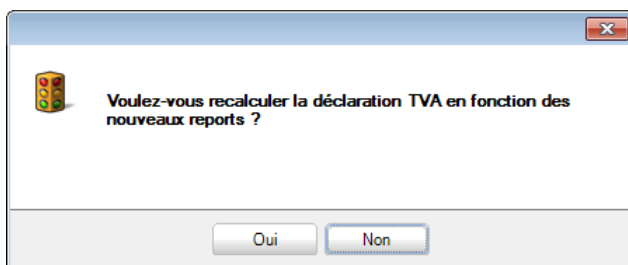 Voulez-vous recalculer la déclaration TVA en fonction des
nouveaux reports ?
Oui
Non